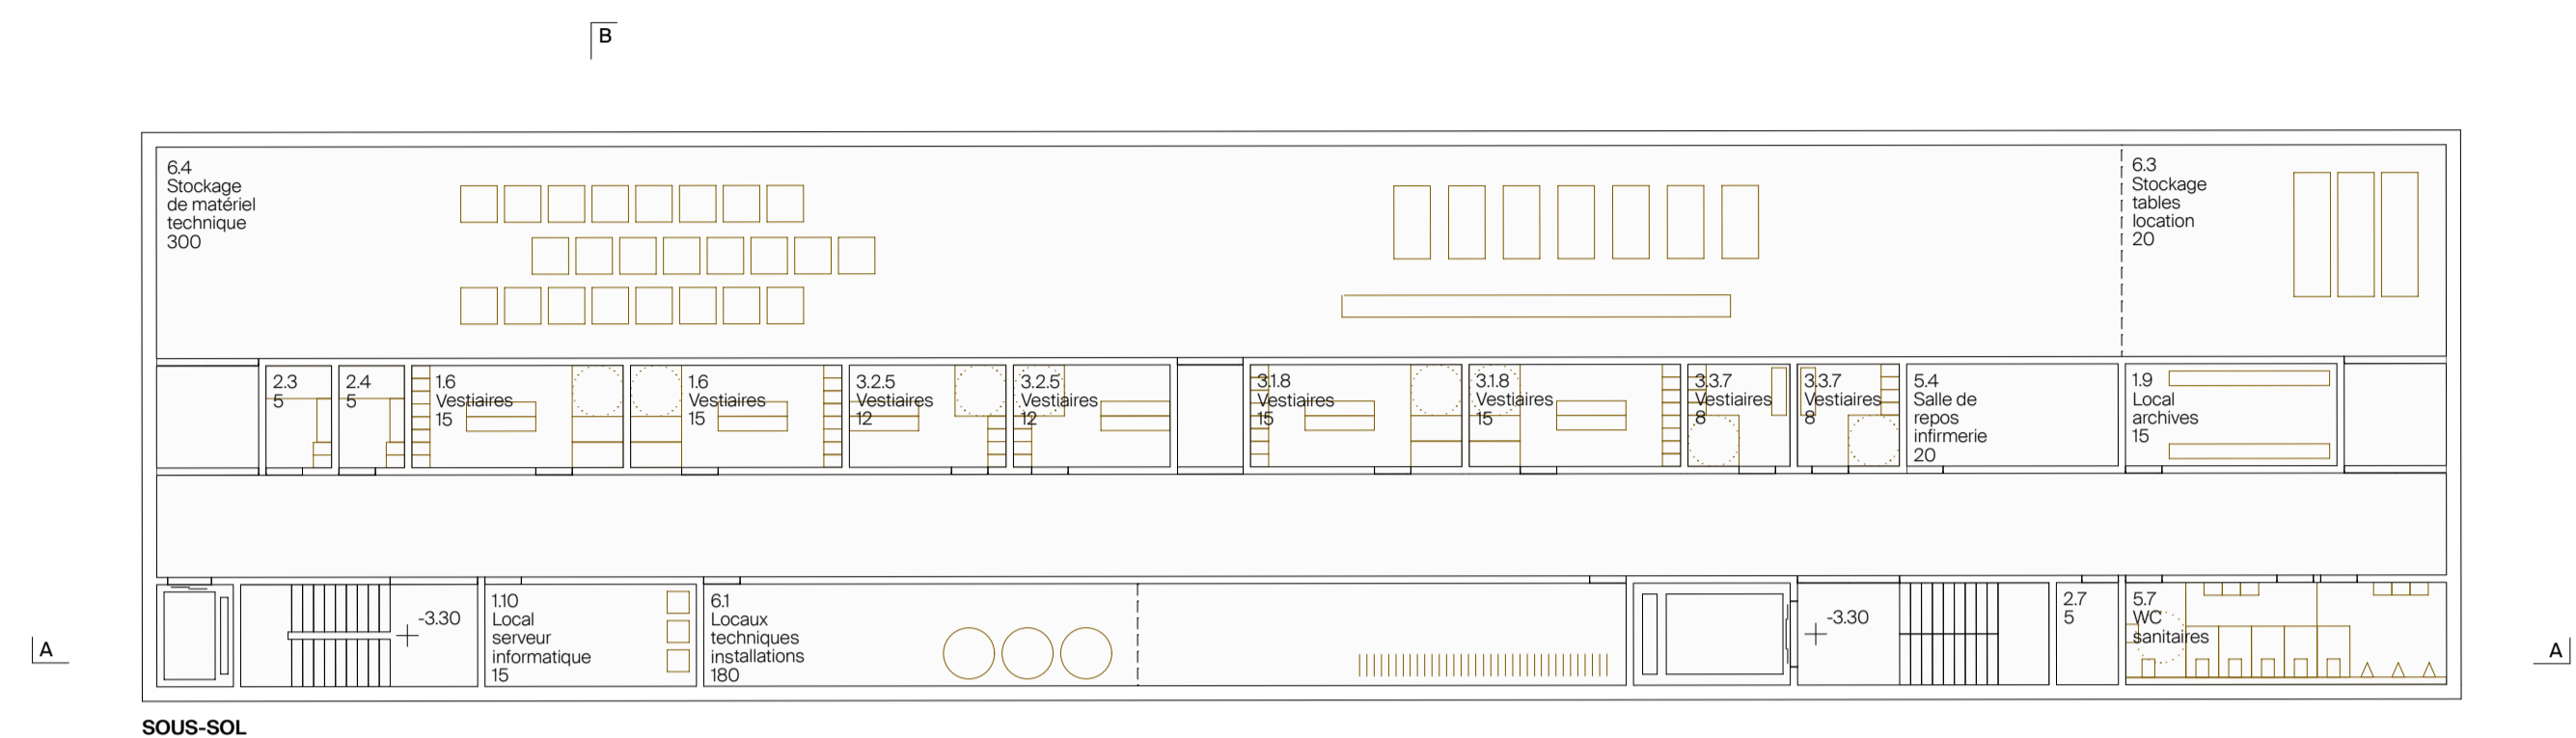 B
6.4
Stockage
de matériel
technique
300
6.3
Stockage
tables
location
20
2.3
5
2.4
5
1.6
Vestiaires
15
1.6
Vestiaires
15
3.2.5
Vestiaires
12
3.2.5
Vestiaires
12
3.1.8
Vestiaires
15
3.1.8
Vestiaires
15
3.3.7
Vestiaires
8
3.3.7
Vestiaires
8
5.4
Salle de
repos
infirmerie
20
1.9
Local
archives
15
A
-3.30
1.10
Local
serveur
informatique
15
6.1
Locaux
techniques
installations
180
-3.30
2.7
5
5.7
WC
sanitaires
A
SOUS-SOL